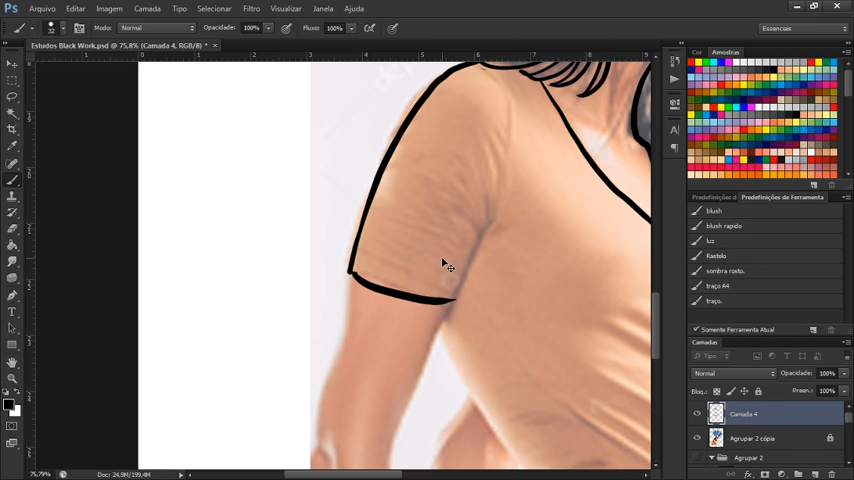 Ps Arquivo Editar Imagem Camada Tipo Selecionar Filtro Visualizar Janela Ajuda
32 Modo: Normal Opacidade: 100% Fluxo: 100% Essenciais
Estudos Black Work.psd @ 75,8% (Camada 4, RGB/8) * ×
Cor Amostras
Predefinições d Predefinições de Ferramenta
blush
blush rapido
luz
Rastelo
sombra rosto.
traço A4
traço.
Somente Ferramenta Atual
Camadas
Tipo
Normal Opacidade: 100%
Bloq.: Preen.: 100%
Camada 4
Agrupar 2 cópia
Agrupar 2
75,79% Doc: 24,9M/199,4M